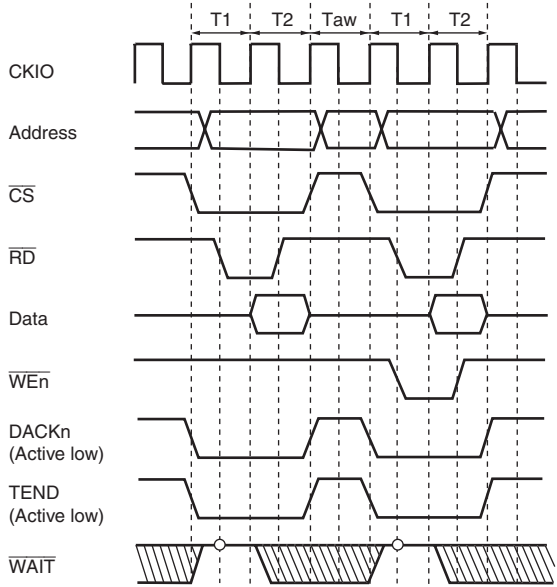 T1 T2 Taw T1 T2
CKIO
Address
CS
RD
Data
WEn
DACKn
(Active low)
TEND
(Active low)
WAIT